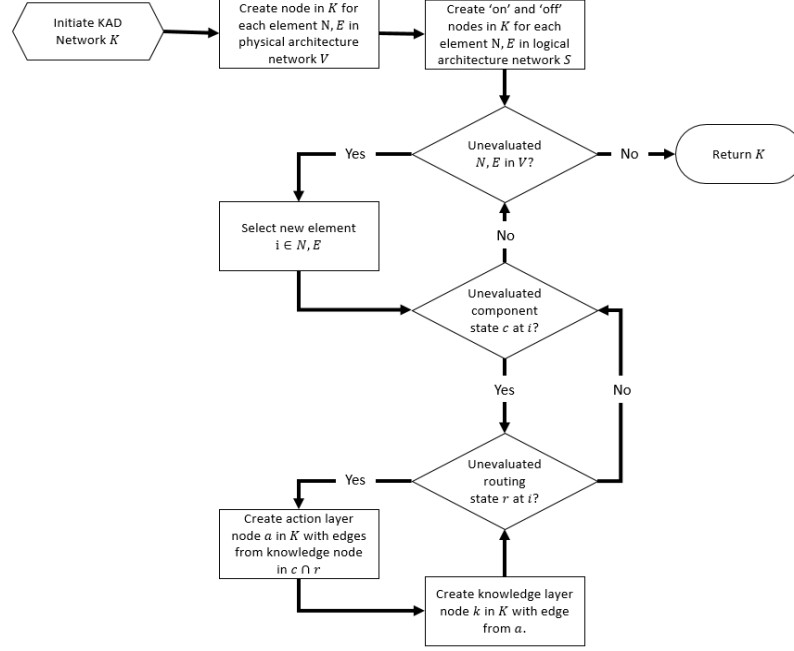 Initiate KAD
Network K
Create node in K for
each element N, E in
physical architecture
network V
Create ‘on’ and ‘off’
nodes in K for each
element N, E in logical
architecture network S
Unevaluated
N, E in V?
Yes
No
Return K
Select new element
i ∈ N, E
No
Unevaluated
component
state c at i?
Yes
No
Unevaluated
routing
state r at i?
Yes
Create action layer
node a in K with edges
from knowledge node
in c ∩ r
Create knowledge layer
node k in K with edge
from a.